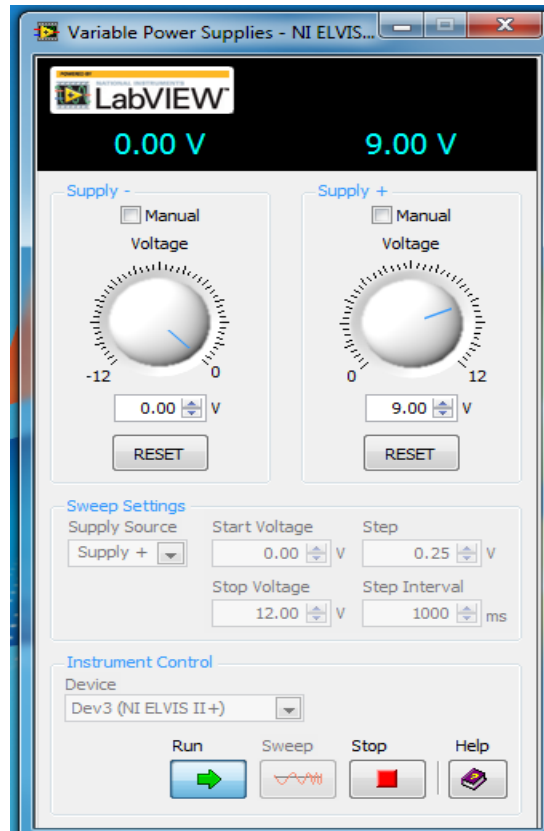 Variable Power Supplies - NI ELVIS...
POWERED BY
NATIONAL INSTRUMENTS
LabVIEW™
0.00 V 9.00 V
Supply - Supply +
Manual Manual
Voltage Voltage
-12 0 0 12
0.00 V 9.00 V
RESET RESET
Sweep Settings
Supply Source Start Voltage Step
Supply + 0.00 V 0.25 V
Stop Voltage Step Interval
12.00 V 1000 ms
Instrument Control
Device
Dev3 (NI ELVIS II+)
Run Sweep Stop Help